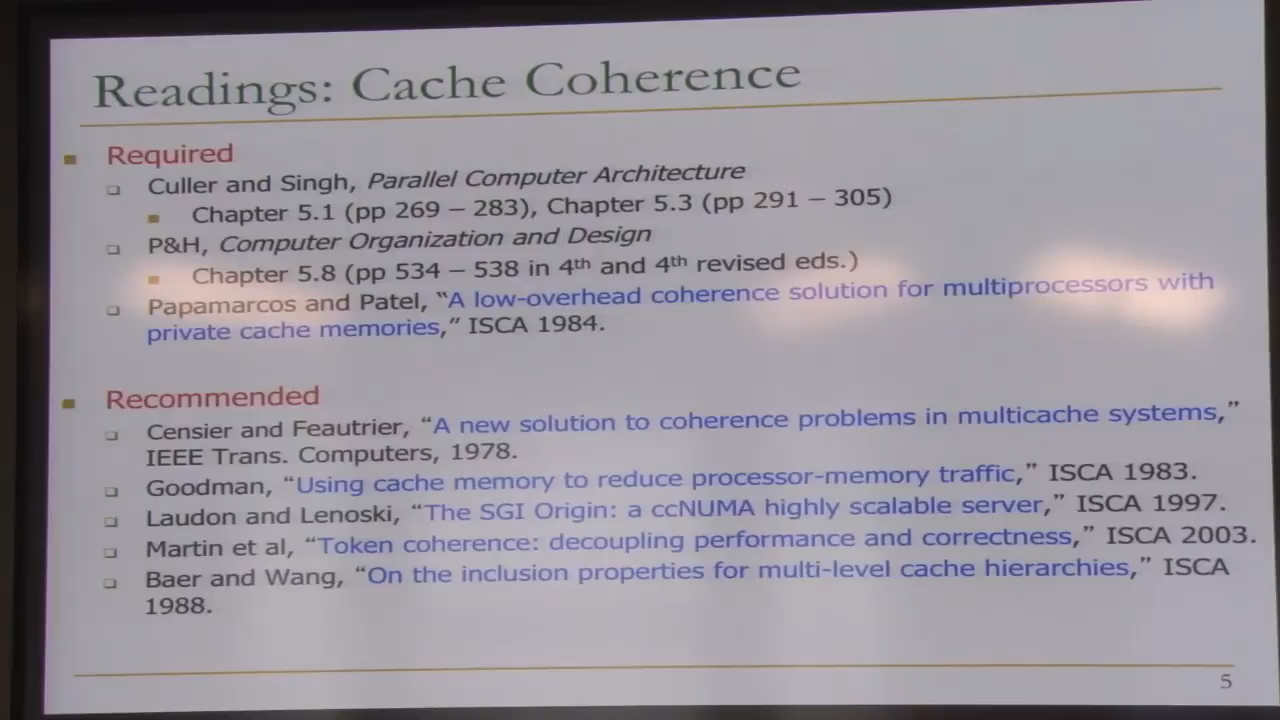 Readings: Cache Coherence
Required
Culler and Singh, Parallel Computer Architecture
Chapter 5.1 (pp 269 – 283), Chapter 5.3 (pp 291 – 305)
P&H, Computer Organization and Design
Chapter 5.8 (pp 534 – 538 in 4th and 4th revised eds.)
Papamarcos and Patel, “A low-overhead coherence solution for multiprocessors with
private cache memories,” ISCA 1984.
Recommended
Censier and Feautrier, “A new solution to coherence problems in multicache systems,”
IEEE Trans. Computers, 1978.
Goodman, “Using cache memory to reduce processor-memory traffic,” ISCA 1983.
Laudon and Lenoski, “The SGI Origin: a ccNUMA highly scalable server,” ISCA 1997.
Martin et al, “Token coherence: decoupling performance and correctness,” ISCA 2003.
Baer and Wang, “On the inclusion properties for multi-level cache hierarchies,” ISCA
1988.
5